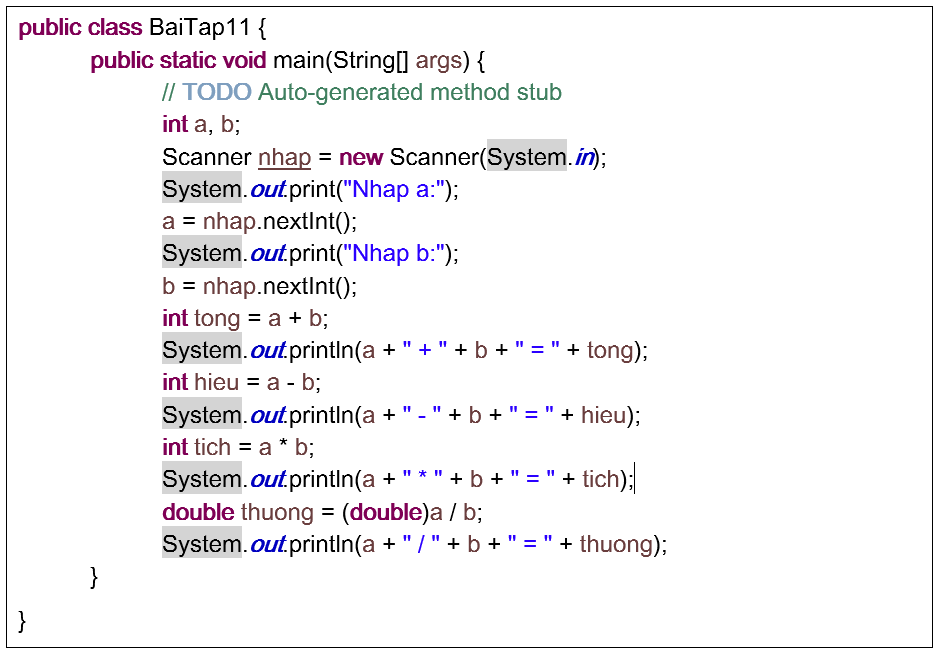 public class BaiTap11 {
public static void main(String[] args) {
// TODO Auto-generated method stub
int a, b;
Scanner nhap = new Scanner(System.in);
System.out.print("Nhap a:");
a = nhap.nextInt();
System.out.print("Nhap b:");
b = nhap.nextInt();
int tong = a + b;
System.out.println(a + " + " + b + " = " + tong);
int hieu = a - b;
System.out.println(a + " - " + b + " = " + hieu);
int tich = a * b;
System.out.println(a + " * " + b + " = " + tich);
double thuong = (double)a / b;
System.out.println(a + " / " + b + " = " + thuong);
}
}